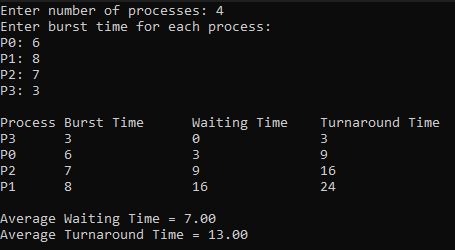 Enter number of processes: 4
Enter burst time for each process:
P0: 6
P1: 8
P2: 7
P3: 3
Process Burst Time Waiting Time Turnaround Time
P3 3 0 3
P0 6 3 9
P2 7 9 16
P1 8 16 24
Average Waiting Time = 7.00
Average Turnaround Time = 13.00